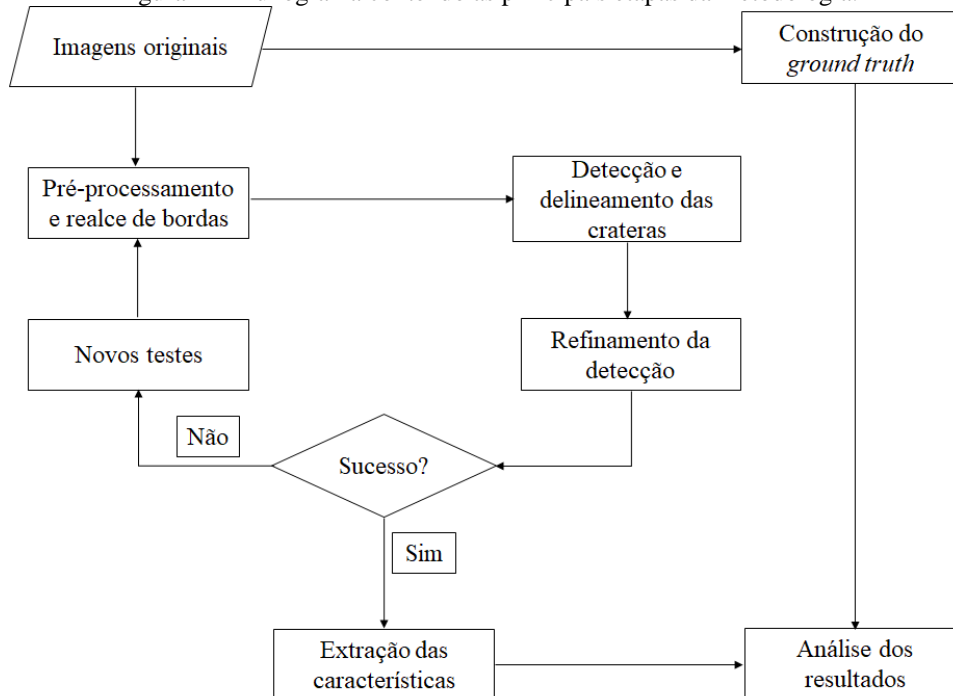 Imagens originais
Construção do
ground truth
Pré-processamento
e realce de bordas
Detecção e
delineamento das
crateras
Novos testes
Refinamento da
detecção
Não
Sucesso?
Sim
Extração das
características
Análise dos
resultados